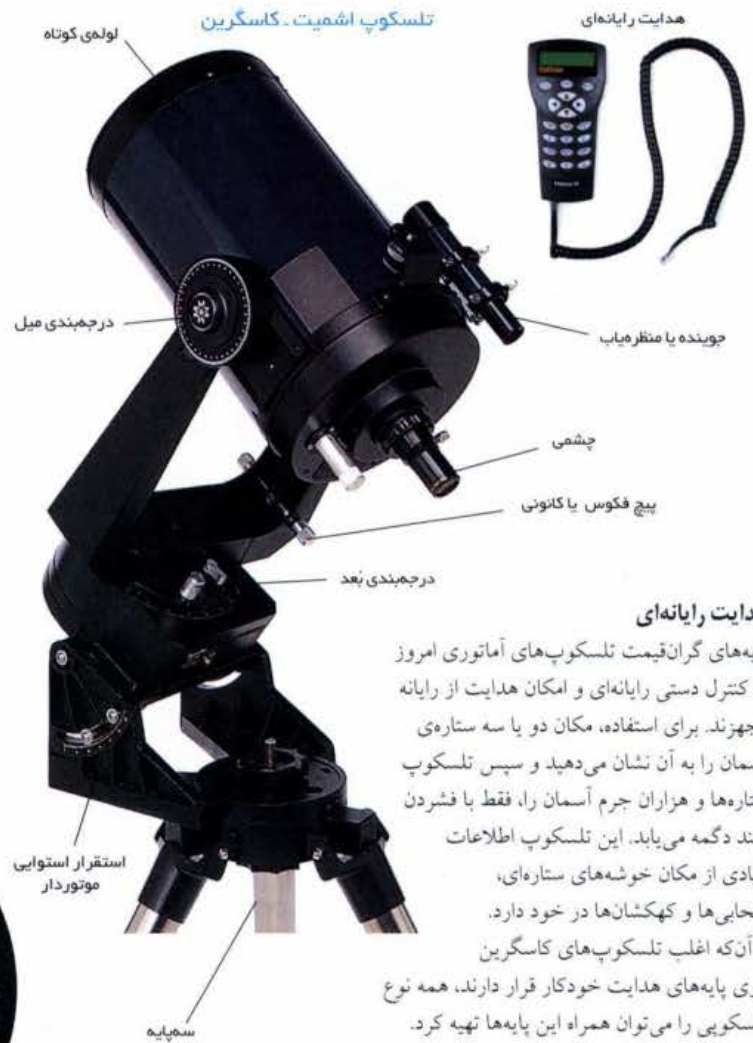 تلسکوپ اشمیت ـ کاسگرین
هدایت رایانه‌ای
لوله‌ی کوتاه
درجه‌بندی میل
جوینده یا منظره‌یاب
چشمی
پیچ فکوس یا کانونی
درجه‌بندی بُعد
استقرار استوایی
موتوردار
سه‌پایه
دایت رایانه‌ای
یه‌های گران‌قیمت تلسکوپ‌های آماتوری امروز
کنترل دستی رایانه‌ای و امکان هدایت از رایانه
جهزند. برای استفاده، مکان دو یا سه ستاره‌ی
سمان را به آن نشان می‌دهید و سپس تلسکوپ
تاره‌ها و هزاران جرم آسمان را، فقط با فشردن
ند دگمه می‌یابد. این تلسکوپ اطلاعات
یادی از مکان خوشه‌های ستاره‌ای،
حابی‌ها و کهکشان‌ها در خود دارد.
آن‌که اغلب تلسکوپ‌های کاسگرین
ی پایه‌های هدایت خودکار قرار دارند، همه نوع
سکوپی را می‌توان همراه این پایه‌ها تهیه کرد.